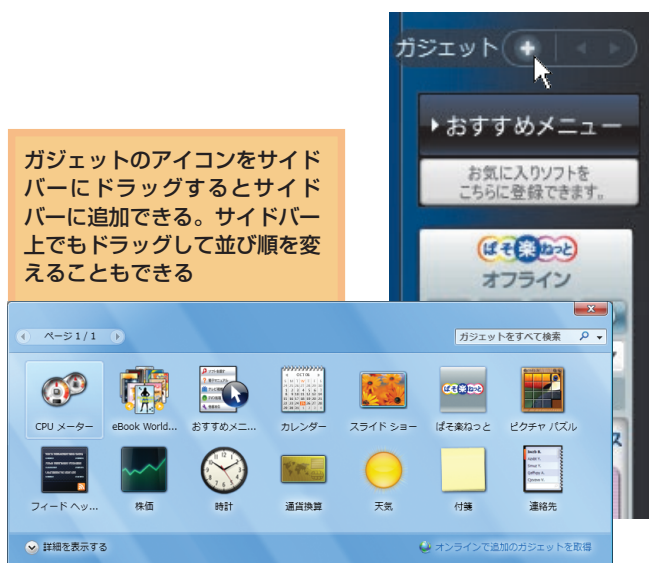 ガジェット
おすすめメニュー
お気に入りソフトを
こちらに登録できます。
ぱそ楽ねっと
オフライン
ガジェットのアイコンをサイド
バーにドラッグするとサイド
バーに追加できる。サイドバー
上でもドラッグして並び順を変
えることもできる
ページ 1 / 1
ガジェットをすべて検索
CPU メーター
eBook World...
おすすめメニ...
カレンダー
スライド ショー
ぱそ楽ねっと
ピクチャ パズル
フィード ヘッ...
株価
時計
通貨換算
天気
付箋
連絡先
詳細を表示する
オンラインで追加のガジェットを取得